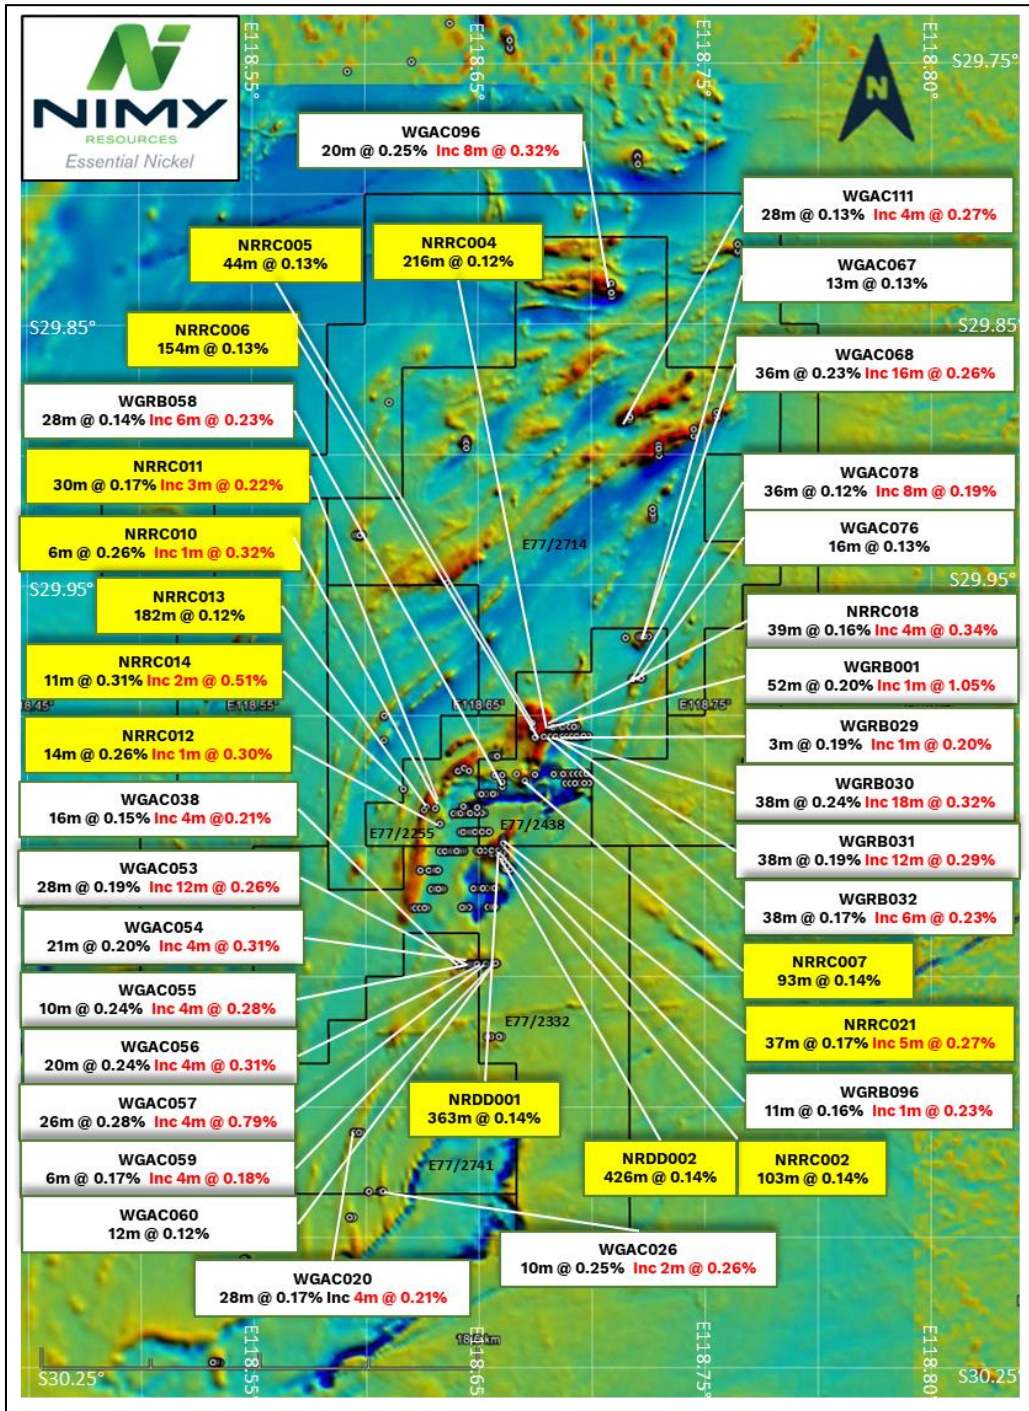 NIMY
RESOURCES
Essential Nickel
E118.55°
E118.65°
E118.75°
E118.80°
S29.75°
N
WGAC096
20m @ 0.25% Inc 8m @ 0.32%
WGAC111
28m @ 0.13% Inc 4m @ 0.27%
NRRC005
44m @ 0.13%
NRRC004
216m @ 0.12%
WGAC067
13m @ 0.13%
S29.85°
S29.85°
NRRC006
154m @ 0.13%
WGAC068
36m @ 0.23% Inc 16m @ 0.26%
WGRB058
28m @ 0.14% Inc 6m @ 0.23%
NRRC011
30m @ 0.17% Inc 3m @ 0.22%
WGAC078
36m @ 0.12% Inc 8m @ 0.19%
NRRC010
6m @ 0.26% Inc 1m @ 0.32%
WGAC076
16m @ 0.13%
E77/2714
S29.95°
S29.95°
NRRC013
182m @ 0.12%
NRRC018
39m @ 0.16% Inc 4m @ 0.34%
NRRC014
11m @ 0.31% Inc 2m @ 0.51%
WGRB001
52m @ 0.20% Inc 1m @ 1.05%
E118.55°
E118.65°
E118.75°
NRRC012
14m @ 0.26% Inc 1m @ 0.30%
WGRB029
3m @ 0.19% Inc 1m @ 0.20%
WGAC038
16m @ 0.15% Inc 4m @0.21%
WGRB030
38m @ 0.24% Inc 18m @ 0.32%
E77/2255
E77/2438
WGRB031
38m @ 0.19% Inc 12m @ 0.29%
WGAC053
28m @ 0.19% Inc 12m @ 0.26%
WGRB032
38m @ 0.17% Inc 6m @ 0.23%
WGAC054
21m @ 0.20% Inc 4m @ 0.31%
NRRC007
93m @ 0.14%
WGAC055
10m @ 0.24% Inc 4m @ 0.28%
E77/2332
NRRC021
37m @ 0.17% Inc 5m @ 0.27%
WGAC056
20m @ 0.24% Inc 4m @ 0.31%
NRDD001
363m @ 0.14%
WGRB096
11m @ 0.16% Inc 1m @ 0.23%
WGAC057
26m @ 0.28% Inc 4m @ 0.79%
WGAC059
6m @ 0.17% Inc 4m @ 0.18%
E77/2741
NRDD002
426m @ 0.14%
NRRC002
103m @ 0.14%
WGAC060
12m @ 0.12%
WGAC026
10m @ 0.25% Inc 2m @ 0.26%
WGAC020
28m @ 0.17% Inc 4m @ 0.21%
E118.55°
E118.65°
E118.75°
E118.80°
S30.25°
S30.25°